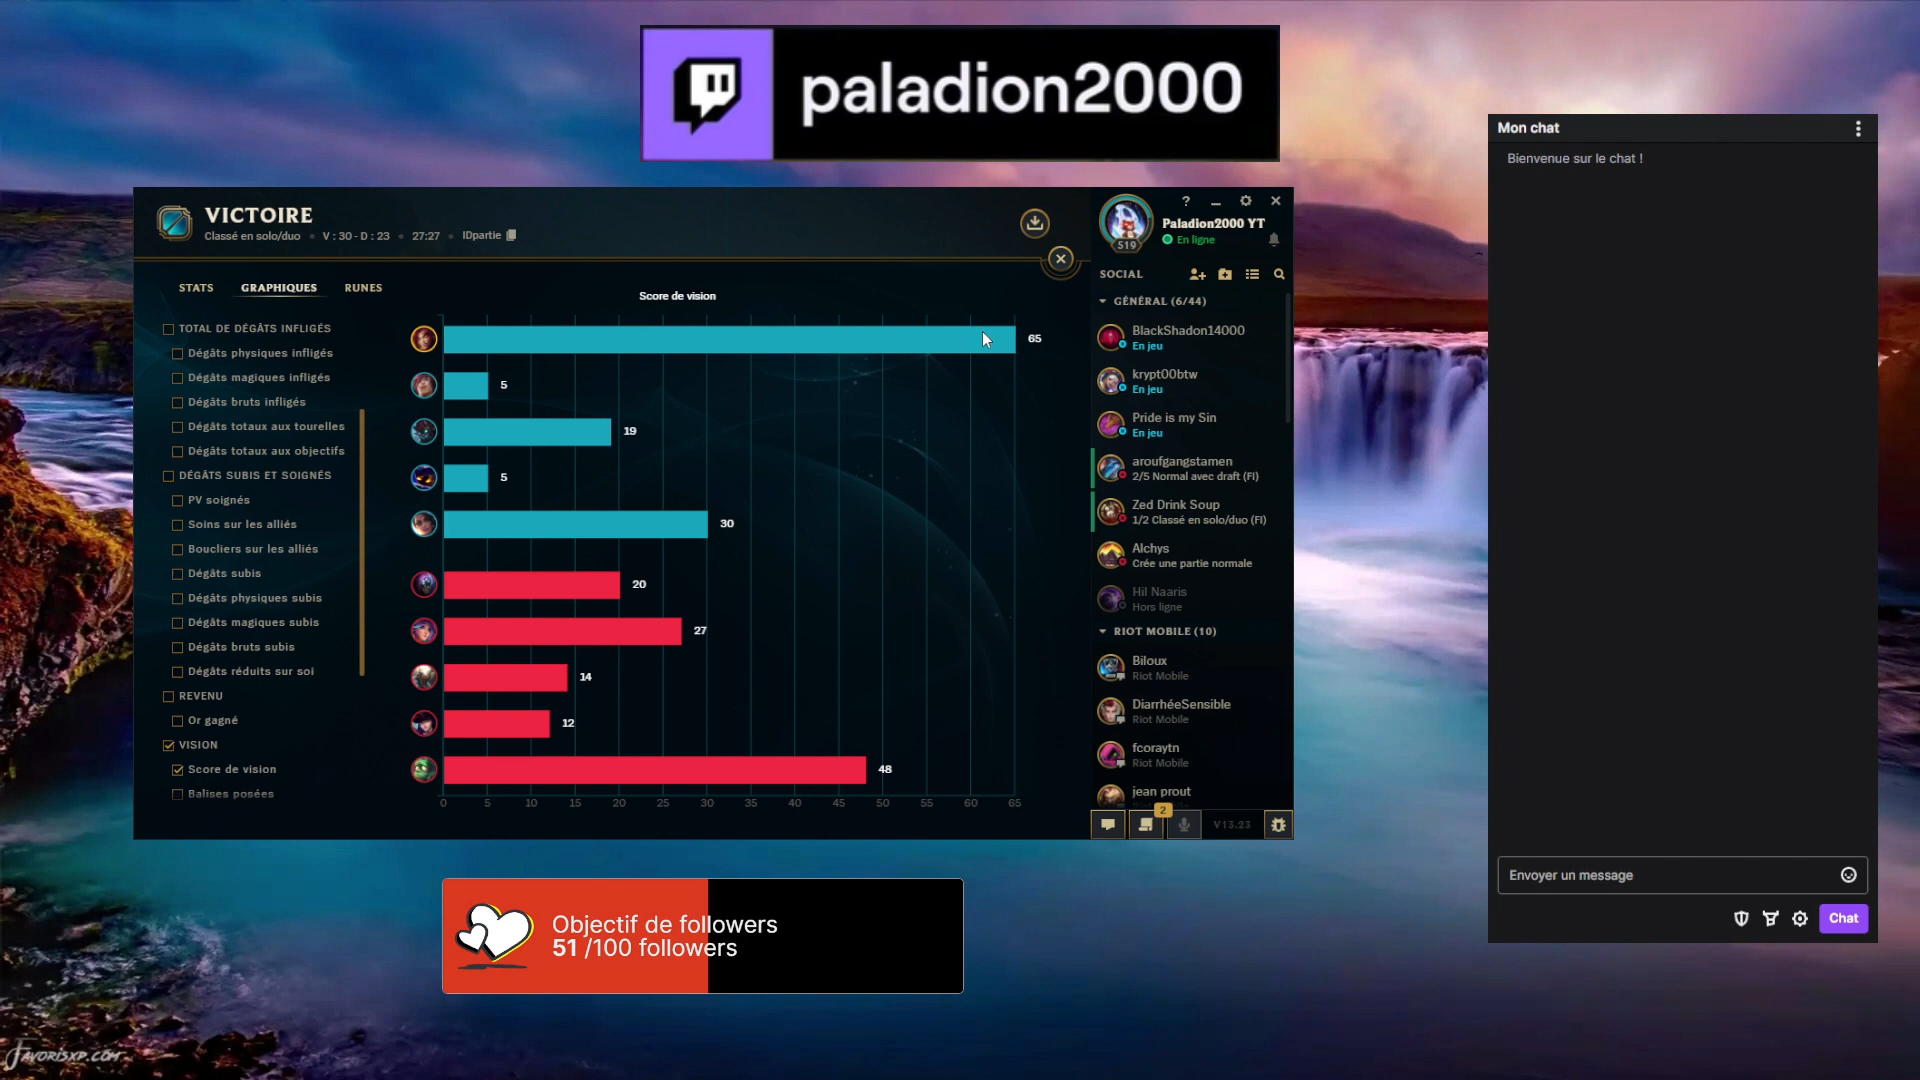 paladion2000
Mon chat
Bienvenue sur le chat !
VICTOIRE
Classé en solo/duo • V : 30 - D : 23 • 27:27 • IDpartie
STATS
GRAPHIQUES
RUNES
TOTAL DE DÉGÂTS INFLIGÉS
Dégâts physiques infligés
Dégâts magiques infligés
Dégâts bruts infligés
Dégâts totaux aux tourelles
Dégâts totaux aux objectifs
DÉGÂTS SUBIS ET SOIGNÉS
PV soignés
Soins sur les alliés
Boucliers sur les alliés
Dégâts subis
Dégâts physiques subis
Dégâts magiques subis
Dégâts bruts subis
Dégâts réduits sur soi
REVENU
Or gagné
VISION
Score de vision
Balises posées
Score de vision
65
5
19
5
30
20
27
14
12
48
0 5 10 15 20 25 30 35 40 45 50 55 60 65
?
519
Paladion2000 YT
En ligne
SOCIAL
GÉNÉRAL (6/44)
BlackShadon14000
En jeu
krypt00btw
En jeu
Pride is my Sin
En jeu
aroufgangstamen
2/5 Normal avec draft (FI)
Zed Drink Soup
1/2 Classé en solo/duo (FI)
Alchys
Crée une partie normale
Hil Naaris
Hors ligne
RIOT MOBILE (10)
Biloux
Riot Mobile
DiarrhéeSensible
Riot Mobile
fcoraytn
Riot Mobile
jean prout
2
V13.23
Envoyer un message
Chat
Objectif de followers
51 /100 followers
FAVORISXP.COM